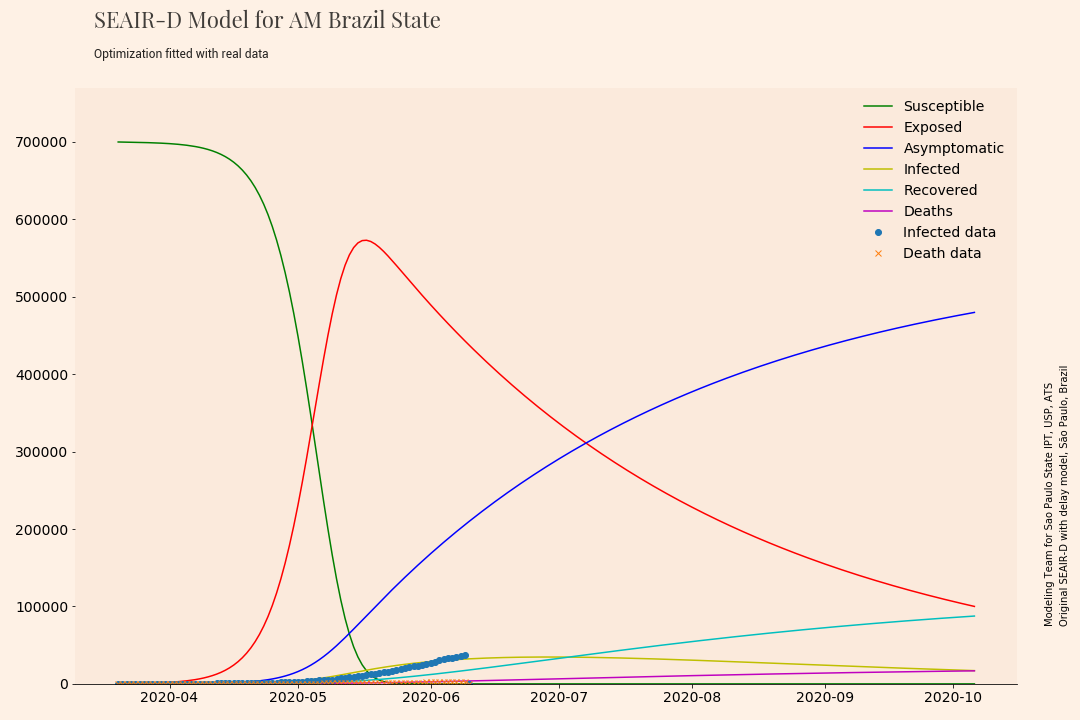 SEAIR-D Model for AM Brazil State
Optimization fitted with real data
Susceptible
Exposed
Asymptomatic
Infected
Recovered
Deaths
Infected data
Death data
700000
600000
500000
400000
300000
200000
100000
0
2020-04
2020-05
2020-06
2020-07
2020-08
2020-09
2020-10
Modeling Team for Sao Paulo State IPT, USP, ATS
Original SEAIR-D with delay model, São Paulo, Brazil